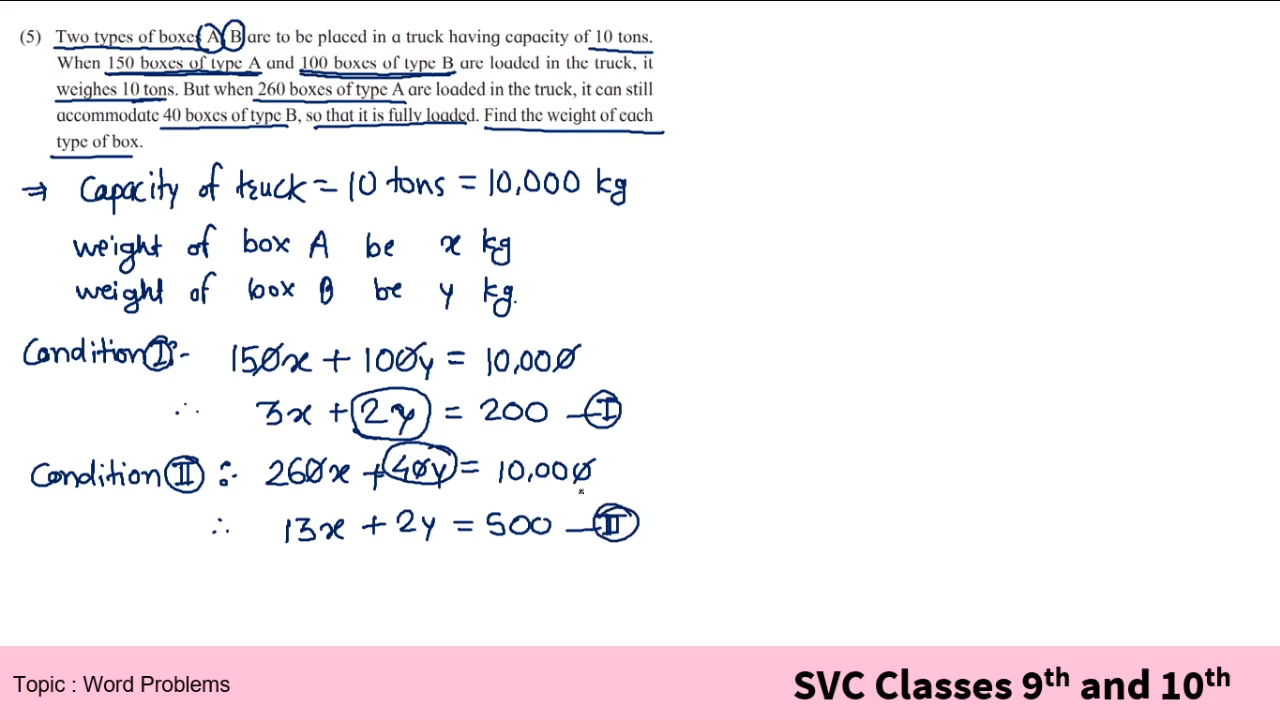 (5) Two types of boxes A, B are to be placed in a truck having capacity of 10 tons.
When 150 boxes of type A and 100 boxes of type B are loaded in the truck, it
weighes 10 tons. But when 260 boxes of type A are loaded in the truck, it can still
accommodate 40 boxes of type B, so that it is fully loaded. Find the weight of each
type of box.
⇒ Capacity of truck = 10 tons = 10,000 kg
weight of box A be x kg
weight of box B be y kg.
Condition I :- 150x + 100y = 10,000
∴ 3x + 2y = 200 — I
Condition II :- 260x + 40y = 10,000
∴ 13x + 2y = 500 — II
Topic : Word Problems
SVC Classes 9th and 10th